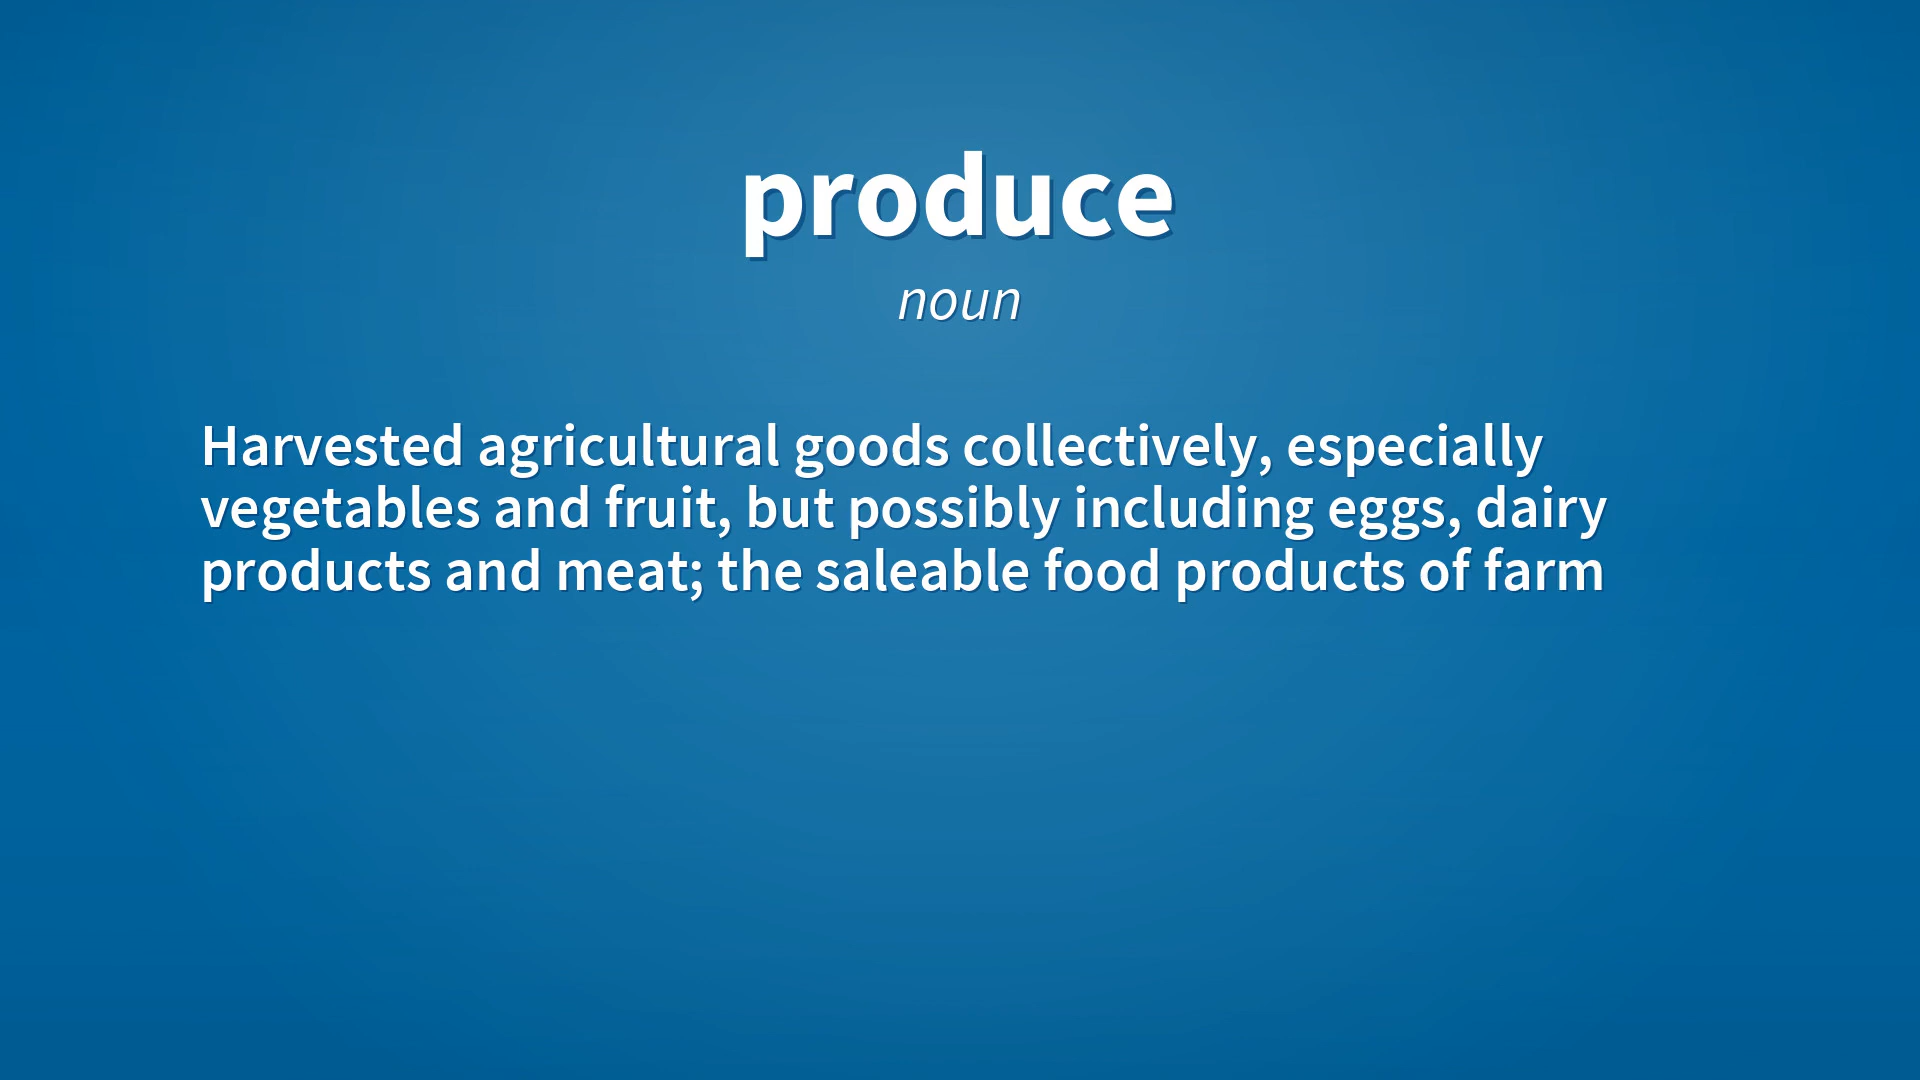 produce
noun
Harvested agricultural goods collectively, especially
vegetables and fruit, but possibly including eggs, dairy
products and meat; the saleable food products of farm